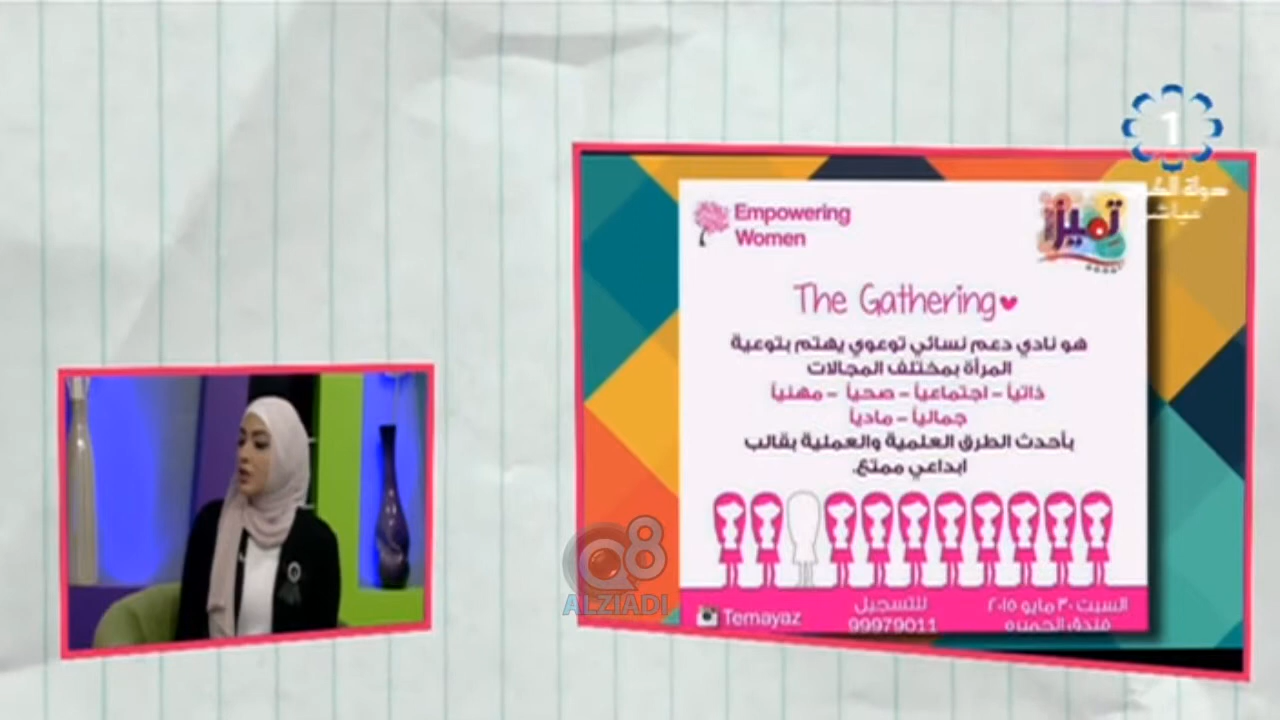 1
مباشر
Empowering
Women
تميز
The Gathering
هو نادي دعم نسائي توعوي يهتم بتوعية
المرأة بمختلف المجالات
ذاتياً - اجتماعياً - صحياً - مهنياً
جمالياً - مادياً
بأحدث الطرق العلمية والعملية بقالب
ابداعي ممتع.
السبت ٣٠ مايو ٢٠١٥
للتسجيل
99979011
Temayaz
Q8
ALZIADI